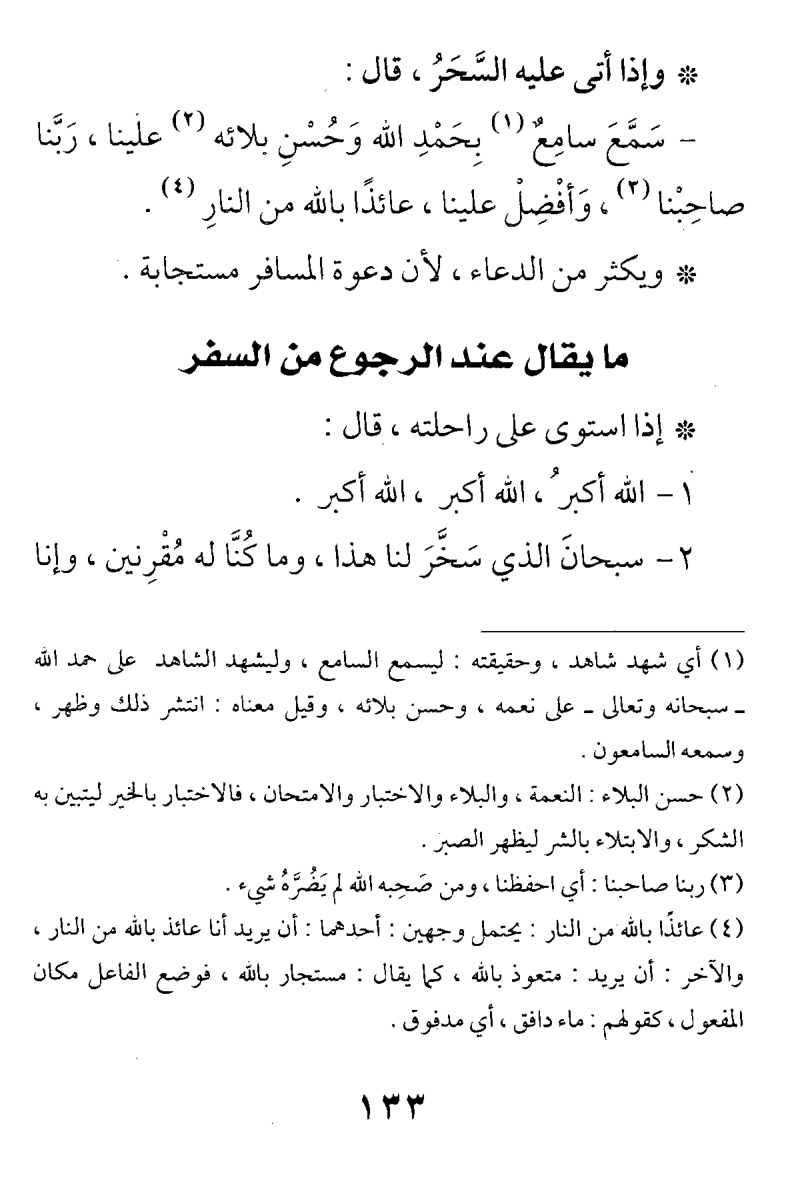 * وإذا أتى عليه السَّحَرُ ، قال :
- سَمَّعَ سامِعٌ (١) بِحَمْدِ الله وَحُسْنِ بلائه (٢) علينا ، رَبَّنا
صاحِبْنا (٣) ، وَأفْضِلْ علينا ، عائذًا بالله من النارِ (٤) .
* ويكثر من الدعاء ، لأن دعوة المسافر مستجابة .
ما يقال عند الرجوع من السفر
* إذا استوى على راحلته ، قال :
١ - الله أكبرُ ، الله أكبر ، الله أكبر .
٢ - سبحانَ الذي سَخَّرَ لنا هذا ، وما كُنَّا له مُقْرِنين ، وإنا
(١) أي شهد شاهد ، وحقيقته : ليسمع السامع ، وليشهد الشاهد على حمد الله
ـ سبحانه وتعالى ـ على نعمه ، وحسن بلائه ، وقيل معناه : انتشر ذلك وظهر ،
وسمعه السامعون .
(٢) حسن البلاء : النعمة ، والبلاء والاختبار والامتحان ، فالاختبار بالخير ليتبين به
الشكر ، والابتلاء بالشر ليظهر الصبر .
(٣) ربنا صاحبنا : أي احفظنا ، ومن صَحِبه الله لم يَضُرَّهُ شيء .
(٤) عائذًا بالله من النار : يحتمل وجهين : أحدهما : أن يريد أنا عائذ بالله من النار ،
والآخر : أن يريد : متعوذ بالله ، كما يقال : مستجار بالله ، فوضع الفاعل مكان
المفعول ، كقولهم : ماء دافق ، أي مدفوق .
١٣٣